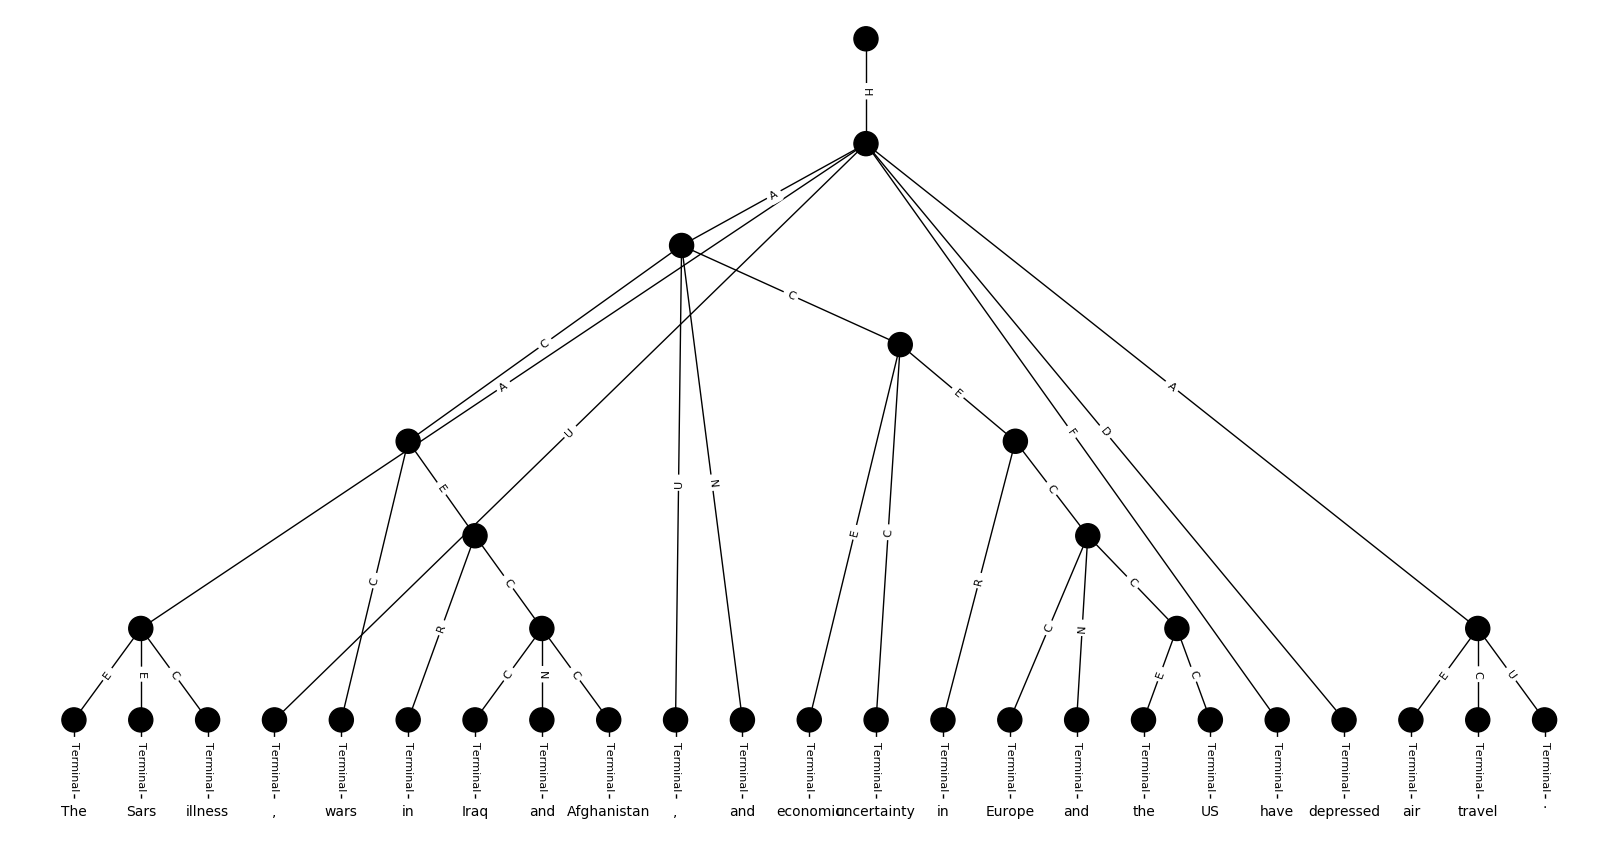 H
A
C
C
A
E
A
U
F
D
U
N
E
C
E
C
C
R
C
R
C
N
C
E
E
C
C
N
C
E
C
E
C
U
Terminal Terminal Terminal Terminal Terminal Terminal Terminal Terminal Terminal Terminal Terminal Terminal Terminal Terminal Terminal Terminal Terminal Terminal Terminal Terminal Terminal Terminal Terminal
The Sars illness , wars in Iraq and Afghanistan , and economic uncertainty in Europe and the US have depressed air travel .